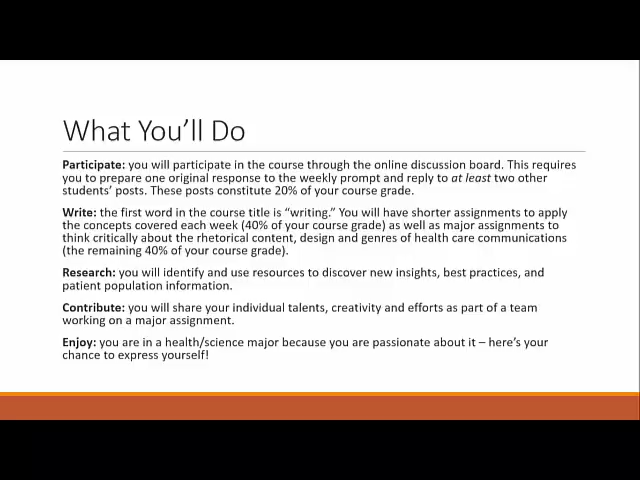 What You’ll Do
Participate: you will participate in the course through the online discussion board. This requires
you to prepare one original response to the weekly prompt and reply to at least two other
students’ posts. These posts constitute 20% of your course grade.
Write: the first word in the course title is “writing.” You will have shorter assignments to apply
the concepts covered each week (40% of your course grade) as well as major assignments to
think critically about the rhetorical content, design and genres of health care communications
(the remaining 40% of your course grade).
Research: you will identify and use resources to discover new insights, best practices, and
patient population information.
Contribute: you will share your individual talents, creativity and efforts as part of a team
working on a major assignment.
Enjoy: you are in a health/science major because you are passionate about it – here’s your
chance to express yourself!